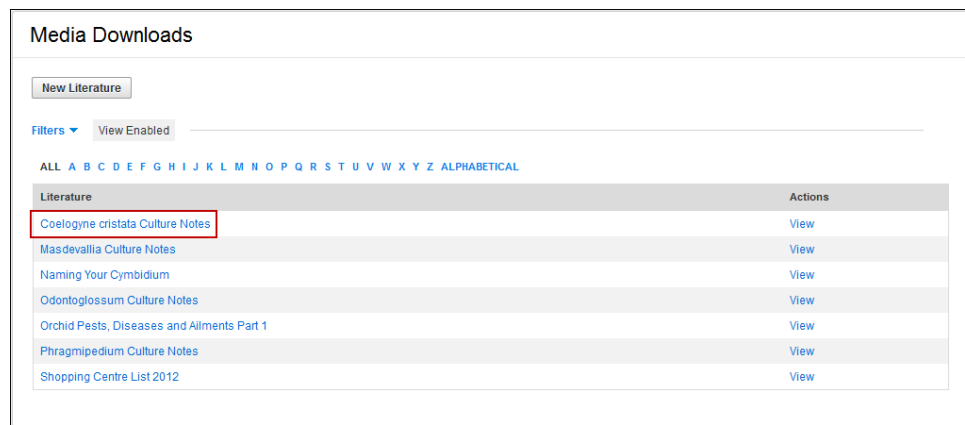 Media Downloads
New Literature
Filters View Enabled
ALL A B C D E F G H I J K L M N O P Q R S T U V W X Y Z ALPHABETICAL
Literature Actions
Coelogyne cristata Culture Notes View
Masdevallia Culture Notes View
Naming Your Cymbidium View
Odontoglossum Culture Notes View
Orchid Pests, Diseases and Ailments Part 1 View
Phragmipedium Culture Notes View
Shopping Centre List 2012 View